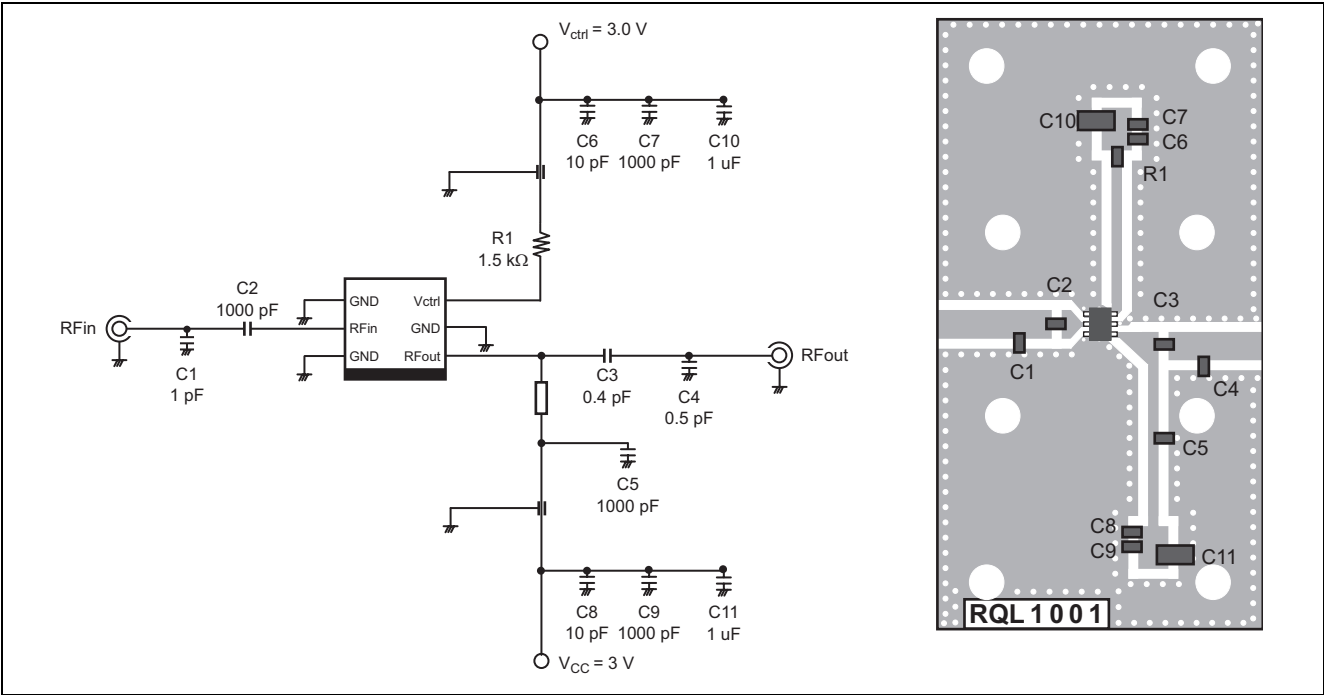 Vctrl = 3.0 V
C6
10 pF
C7
1000 pF
C10
1 uF
R1
1.5 kΩ
C2
1000 pF
RFin
C1
1 pF
GND
RFin
GND
Vctrl
GND
RFout
C3
0.4 pF
C4
0.5 pF
RFout
C5
1000 pF
C8
10 pF
C9
1000 pF
C11
1 uF
VCC = 3 V
C10
C7
C6
R1
C2
C3
C1
C4
C5
C8
C9
C11
RQL1001